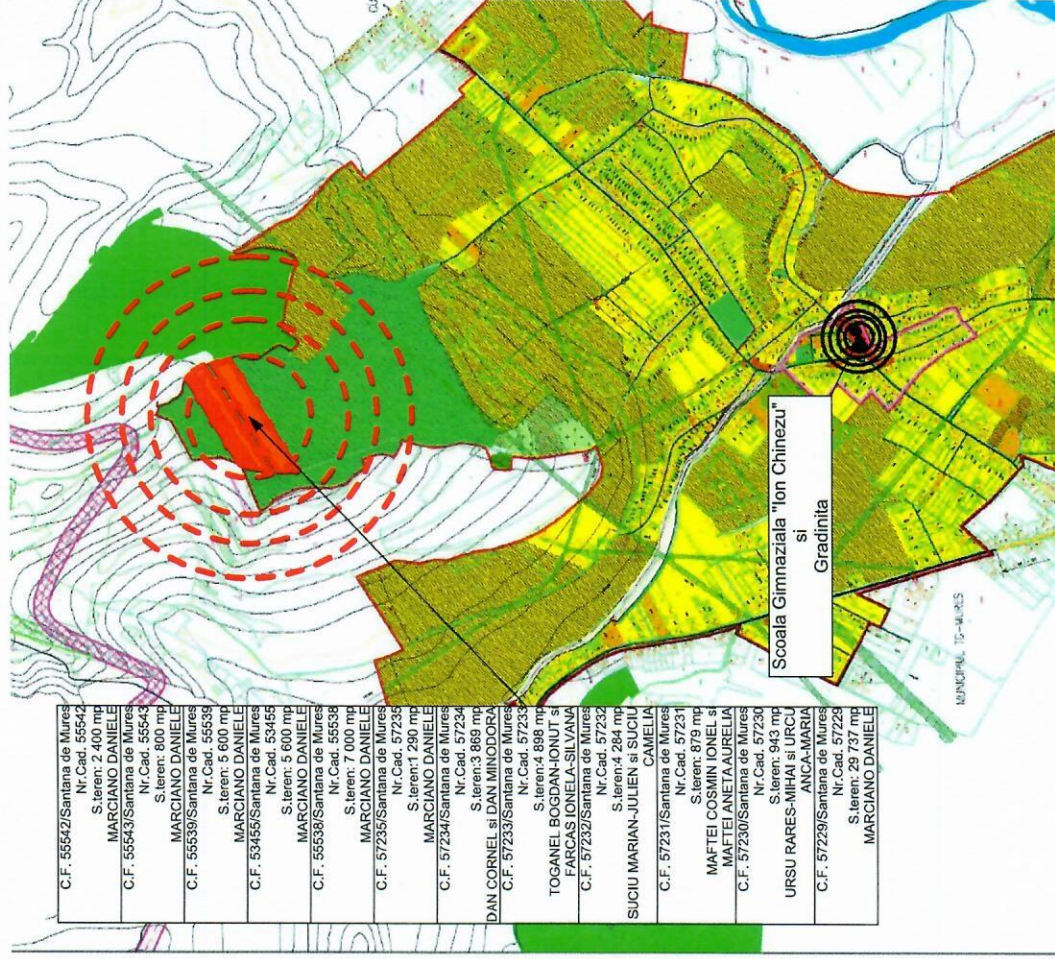 C.F. 55542/Santana de Mures
Nr.Cad. 55542
S.teren: 2 400 mp
MARCIANO DANIELE
C.F. 55543/Santana de Mures
Nr.Cad. 55543
S.teren: 800 mp
MARCIANO DANIELE
C.F. 55539/Santana de Mures
Nr.Cad. 55539
S.teren: 5 600 mp
MARCIANO DANIELE
C.F. 53455/Santana de Mures
Nr.Cad. 53455
S.teren: 5 600 mp
MARCIANO DANIELE
C.F. 55538/Santana de Mures
Nr.Cad. 55538
S.teren: 7 000 mp
MARCIANO DANIELE
C.F. 57235/Santana de Mures
Nr.Cad. 57235
S.teren:1 290 mp
MARCIANO DANIELE
C.F. 57234/Santana de Mures
Nr.Cad. 57234
S.teren:3 869 mp
DAN CORNEL si DAN MINODORA
C.F. 57233/Santana de Mures
Nr.Cad. 57233
S.teren:4 898 mp
TOGANEL BOGDAN-IONUT si
FARCAS IONELA-SILVANA
C.F. 57232/Santana de Mures
Nr.Cad. 57232
S.teren:4 284 mp
SUCIU MARIAN-JULIEN si SUCIU
CAMELIA
C.F. 57231/Santana de Mures
Nr.Cad. 57231
S.teren: 879 mp
MAFTEI COSMIN IONEL si
MAFTEI ANETA AURELIA
C.F. 57230/Santana de Mures
Nr.Cad. 57230
S.teren: 943 mp
URSU RARES-MIHAI si URCU
ANCA-MARIA
C.F. 57229/Santana de Mures
Nr.Cad. 57229
S.teren: 29 737 mp
MARCIANO DANIELE
Scoala Gimnaziala "Ion Chinezu"
si
Gradinita
MUNICIPIUL TG-MURES